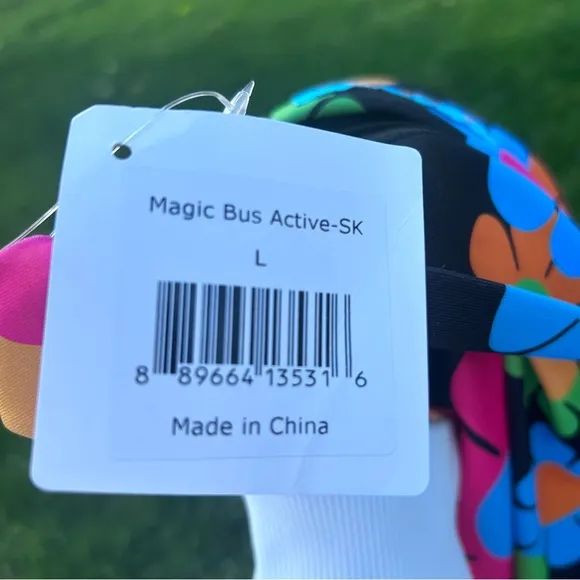 Magic Bus Active-SK
L
8 89664 13531 6
Made in China